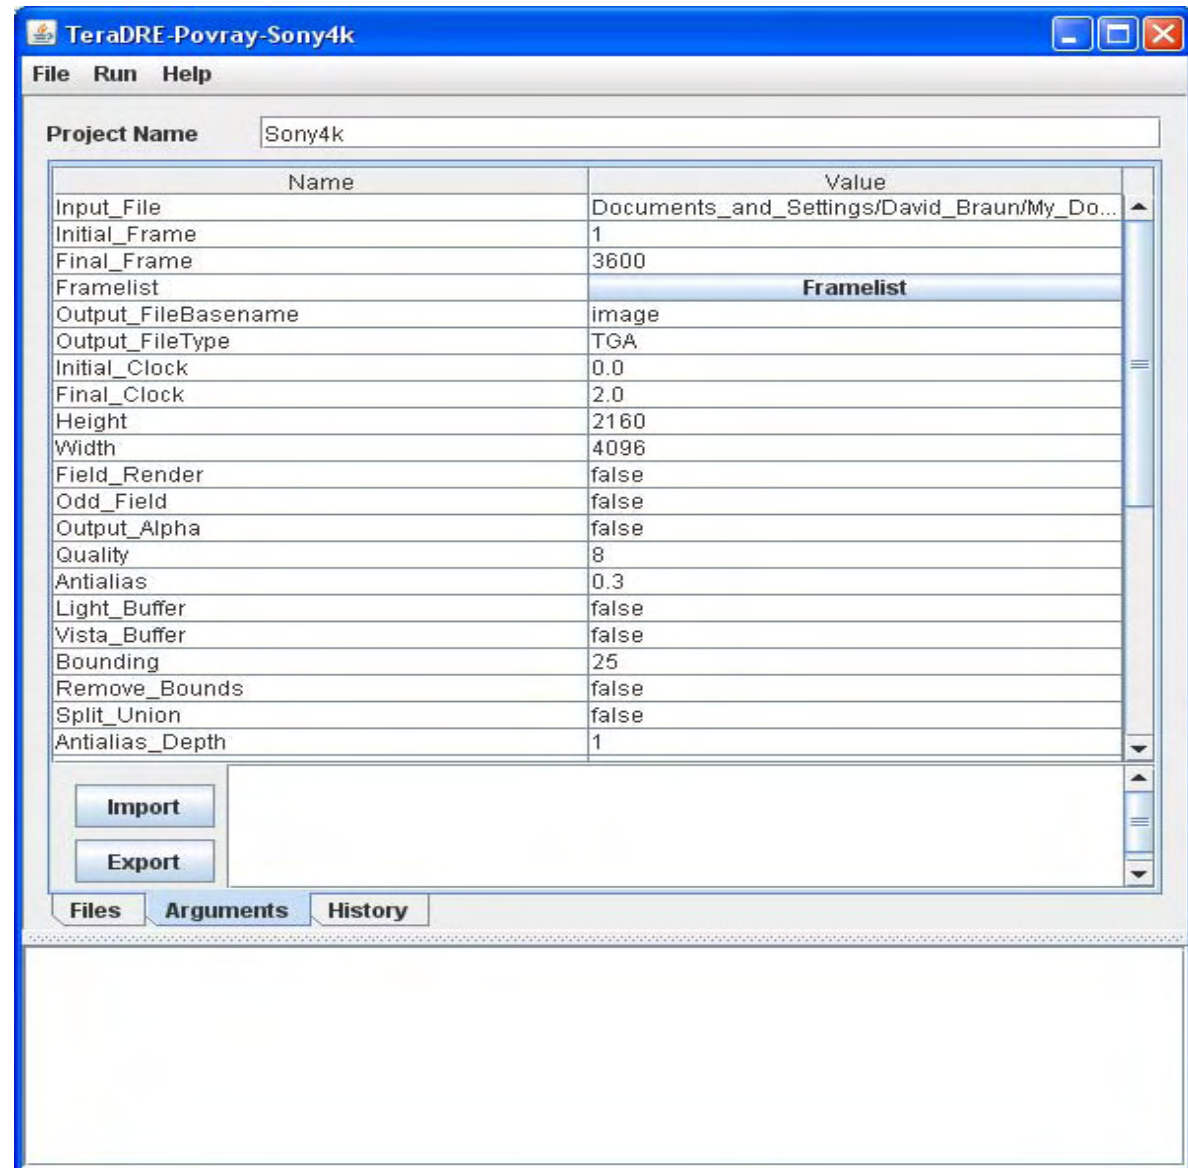 TeraDRE-Povray-Sony4k
File Run Help
Project Name Sony4k
Name Value
Input_File Documents_and_Settings/David_Braun/My_Do...
Initial_Frame 1
Final_Frame 3600
Framelist Framelist
Output_FileBasename image
Output_FileType TGA
Initial_Clock 0.0
Final_Clock 2.0
Height 2160
Width 4096
Field_Render false
Odd_Field false
Output_Alpha false
Quality 8
Antialias 0.3
Light_Buffer false
Vista_Buffer false
Bounding 25
Remove_Bounds false
Split_Union false
Antialias_Depth 1
Import
Export
Files Arguments History